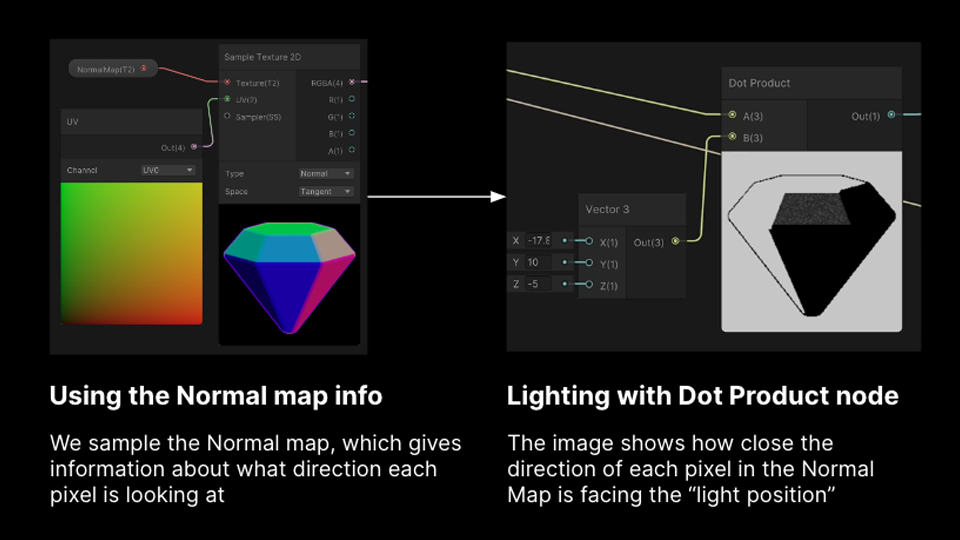 NormalMap(T2)
Sample Texture 2D
Texture(T2)
RGBA(4)
UV(2)
R(1)
Sampler(SS)
G(1)
B(1)
A(1)
UV
Out(4)
Channel
UV0
Type
Normal
Space
Tangent
Dot Product
A(3)
Out(1)
B(3)
Vector 3
X -17.8
X(1)
Out(3)
Y 10
Y(1)
Z -5
Z(1)
Using the Normal map info
We sample the Normal map, which gives
information about what direction each
pixel is looking at
Lighting with Dot Product node
The image shows how close the
direction of each pixel in the Normal
Map is facing the “light position”